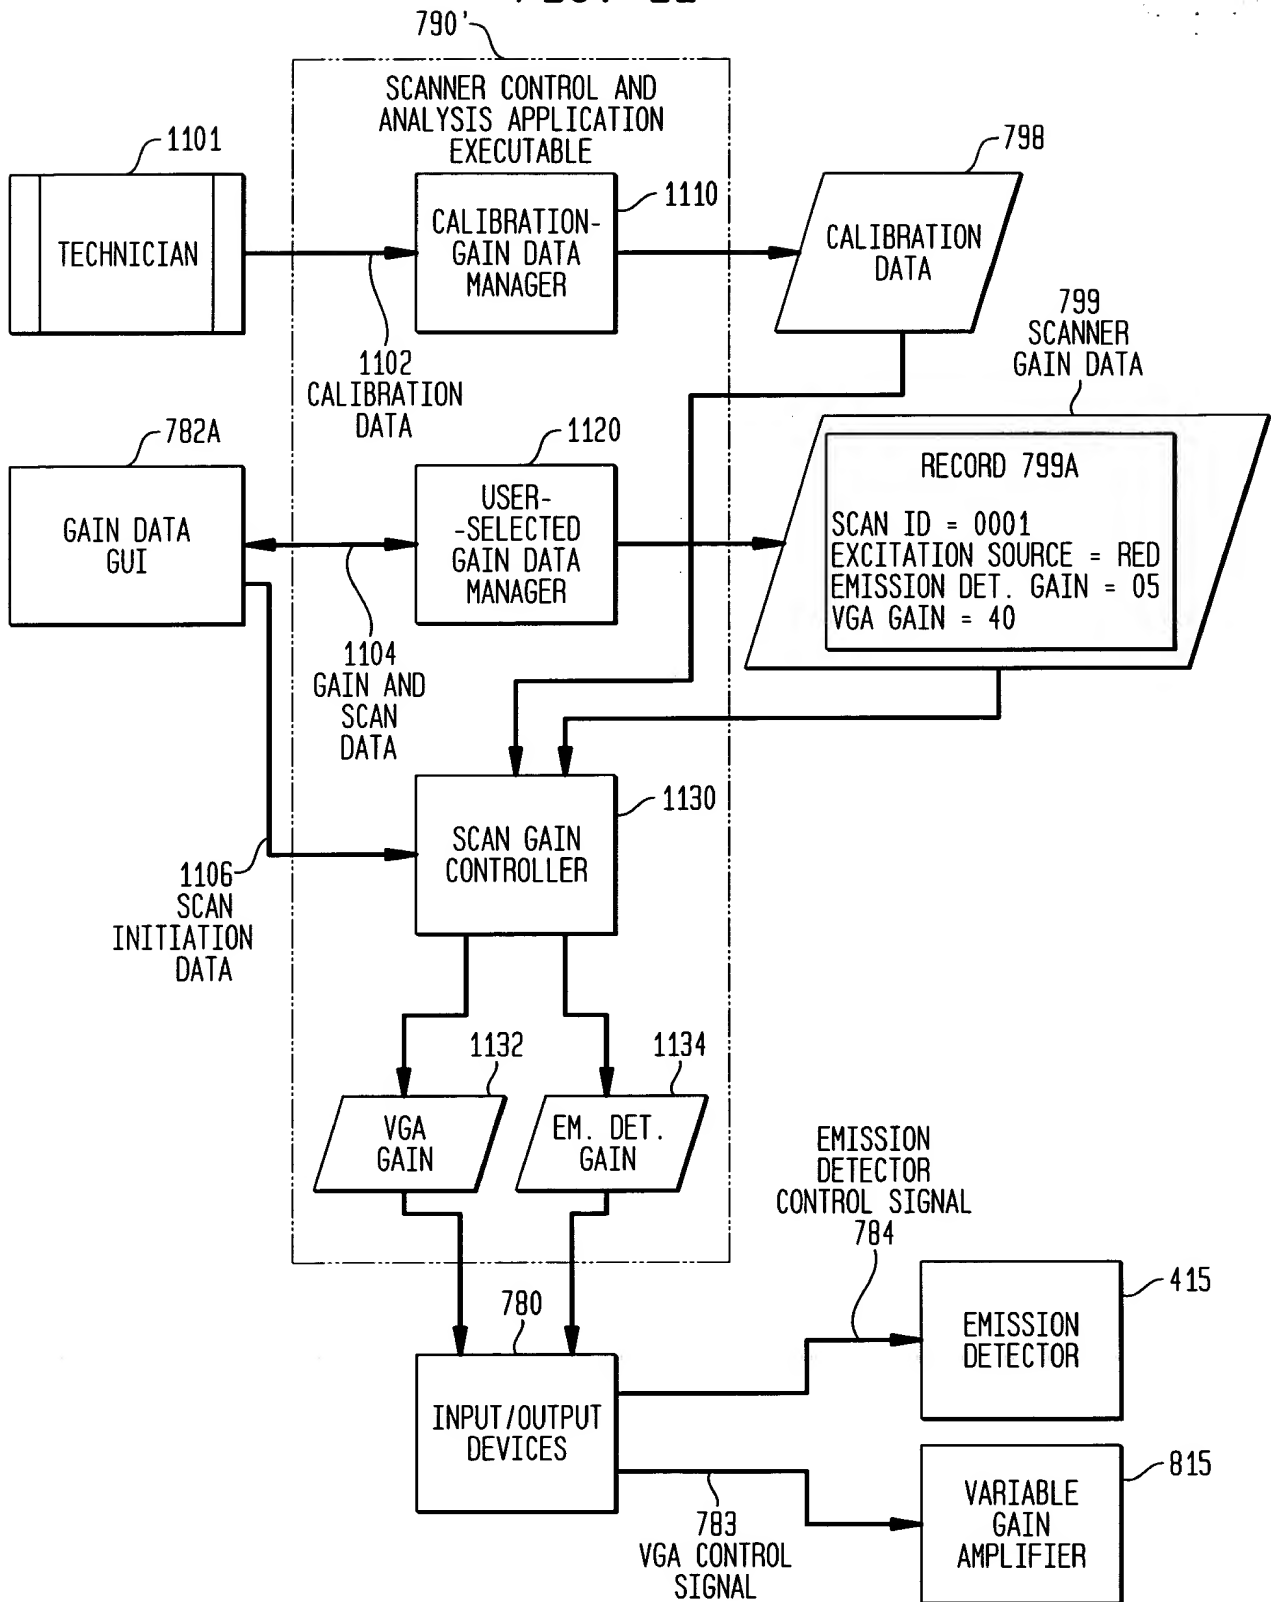 790'
SCANNER CONTROL AND
ANALYSIS APPLICATION
EXECUTABLE
1101
TECHNICIAN
1110
CALIBRATION-
GAIN DATA
MANAGER
798
CALIBRATION
DATA
1102
CALIBRATION
DATA
799
SCANNER
GAIN DATA
782A
GAIN DATA
GUI
1120
USER-
-SELECTED
GAIN DATA
MANAGER
RECORD 799A
SCAN ID = 0001
EXCITATION SOURCE = RED
EMISSION DET. GAIN = 05
VGA GAIN = 40
1104
GAIN AND
SCAN
DATA
1130
SCAN GAIN
CONTROLLER
1106
SCAN
INITIATION
DATA
1132
VGA
GAIN
1134
EM. DET.
GAIN
EMISSION
DETECTOR
CONTROL SIGNAL
784
780
INPUT/OUTPUT
DEVICES
415
EMISSION
DETECTOR
783
VGA CONTROL
SIGNAL
815
VARIABLE
GAIN
AMPLIFIER